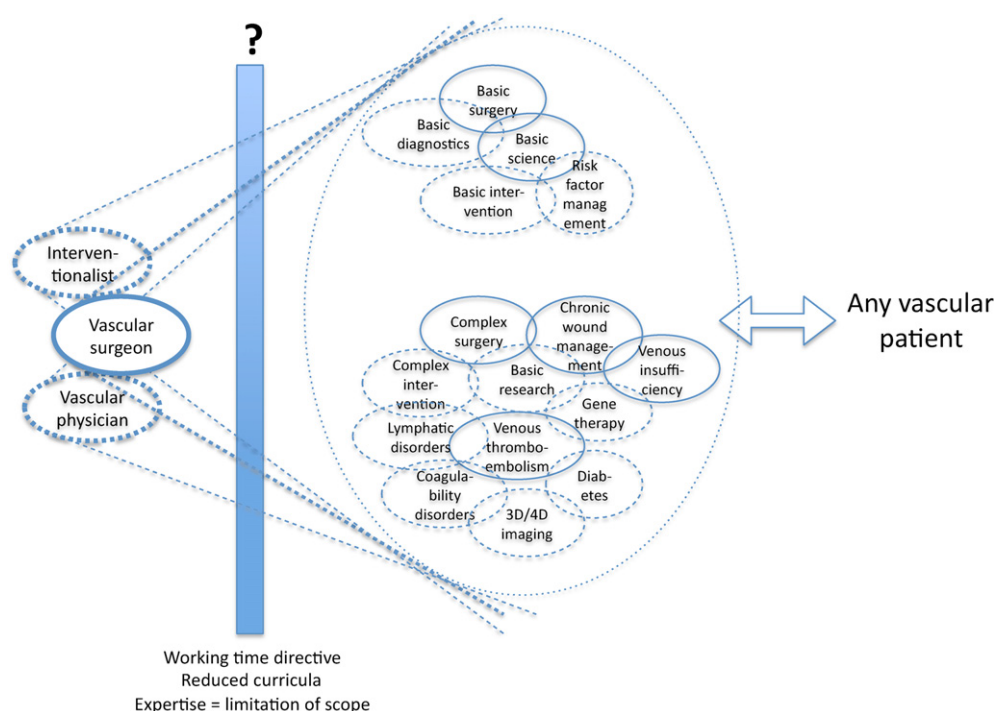 ?
Basic
surgery
Basic
diagnostics
Basic
science
Risk
factor
manag
ement
Basic inter-
vention
Interven-
tionalist
Vascular
surgeon
Vascular
physician
Complex
surgery
Chronic
wound
manage-
ment
Venous
insuffi-
ciency
Complex
inter-
vention
Basic
research
Gene
therapy
Lymphatic
disorders
Venous
thrombo-
embolism
Coagula-
bility
disorders
Diab-
etes
3D/4D
imaging
Any vascular
patient
Working time directive
Reduced curricula
Expertise = limitation of scope